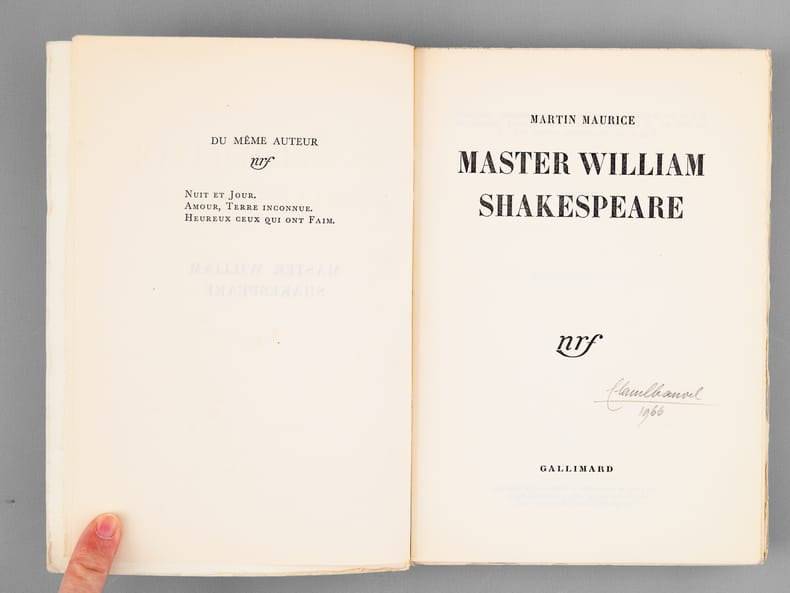 DU MÊME AUTEUR
nrf
NUIT ET JOUR.
AMOUR, TERRE INCONNUE.
HEUREUX CEUX QUI ONT FAIM.
MARTIN MAURICE
MASTER WILLIAM
SHAKESPEARE
nrf
1966
GALLIMARD